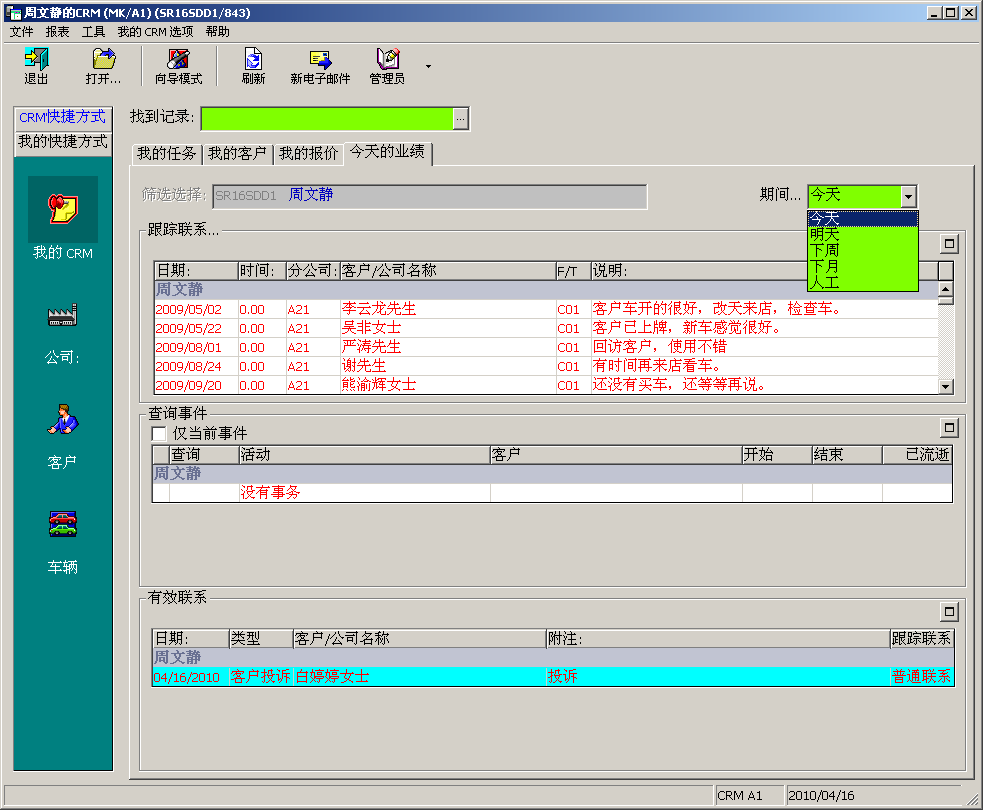 周文静的CRM (MK/A1) (SR16SDD1/843)
文件 报表 工具 我的 CRM 选项 帮助
退出 打开... 向导模式 刷新 新电子邮件 管理员
CRM快捷方式
我的快捷方式
我的 CRM
公司:
客户
车辆
找到记录: ...
我的任务 我的客户 我的报价 今天的业绩
筛选选择: SR16SDD1 周文静 期间... 今天
今天
明天
下周
下月
人工
跟踪联系...
日期: 时间: 分公司: 客户/公司名称 F/T 说明:
周文静
2009/05/02 0.00 A21 李云龙先生 C01 客户车开的很好，改天来店，检查车。
2009/05/22 0.00 A21 吴非女士 C01 客户已上牌，新车感觉很好。
2009/08/01 0.00 A21 严涛先生 C01 回访客户，使用不错
2009/08/24 0.00 A21 谢先生 C01 有时间再来店看车。
2009/09/20 0.00 A21 熊渝辉女士 C01 还没有买车，还等等再说。
查询事件
仅当前事件
查询 活动 客户 开始 结束 已流逝
周文静
没有事务
有效联系
日期: 类型 客户/公司名称 附注: 跟踪联系
周文静
04/16/2010 客户投诉 白婷婷女士 投诉 普通联系
CRM A1 2010/04/16